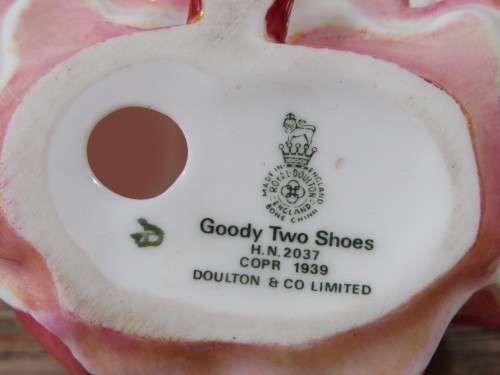 MADE IN ENGLAND
ROYAL DOULTON
ENGLAND
BONE CHINA
Goody Two Shoes
H.N.2037
COPR 1939
DOULTON & CO LIMITED